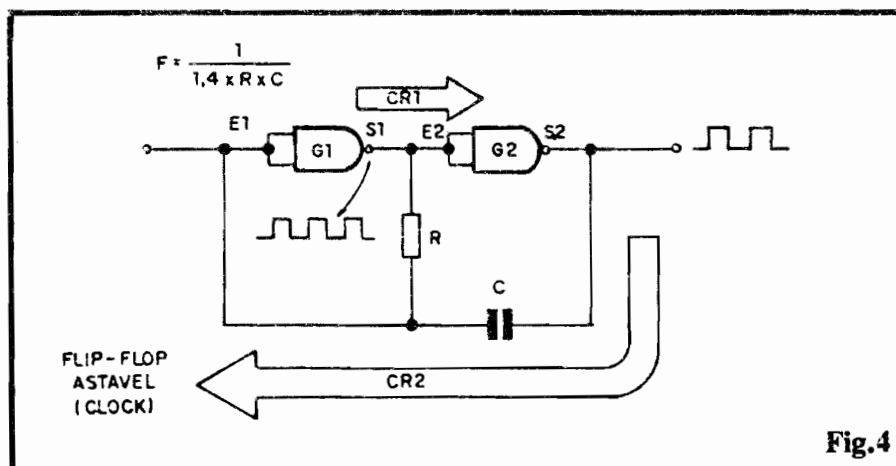 F = 1
1,4 x R x C
CR1
E1
S1
E2
S2
G1
G2
R
C
FLIP-FLOP
ASTAVEL
(CLOCK)
CR2
Fig.4